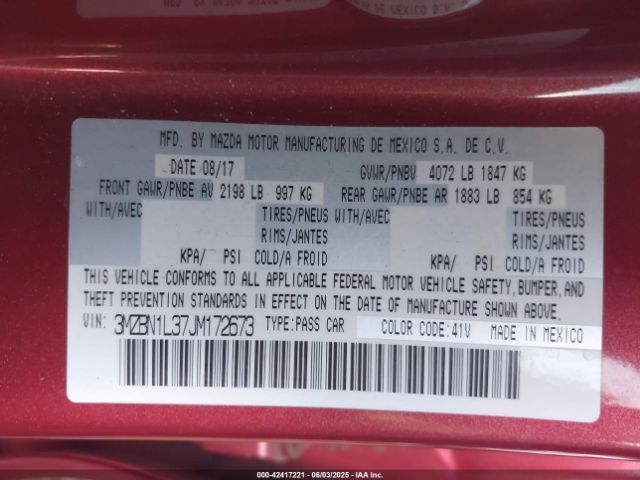 MFD. BY MAZDA MOTOR MANUFACTURING DE MEXICO S.A. DE C.V.
DATE 08/17 GVWR/PNBV 4072 LB 1847 KG
FRONT GAWR/PNBE AV 2198 LB 997 KG REAR GAWR/PNBE AR 1883 LB 854 KG
WITH/AVEC TIRES/PNEUS WITH/AVEC TIRES/PNEUS
RIMS/JANTES RIMS/JANTES
KPA/ PSI COLD/A FROID KPA/ PSI COLD/A FROID
THIS VEHICLE CONFORMS TO ALL APPLICABLE FEDERAL MOTOR VEHICLE SAFETY, BUMPER, AND
THEFT PREVENTION STANDARDS IN EFFECT ON THE DATE OF MANUFACTURE SHOWN ABOVE.
VIN: 3MZBN1L37JM172673 TYPE:PASS CAR COLOR CODE:41V MADE IN MEXICO
000-42417221 - 06/03/2025 - IAA Inc.